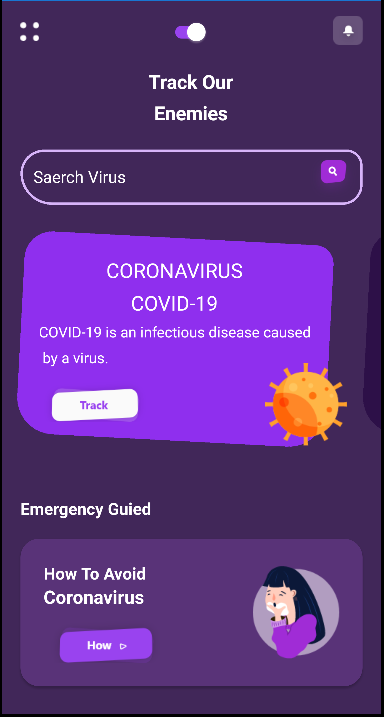 Track Our
Enemies
Saerch Virus
CORONAVIRUS
COVID-19
COVID-19 is an infectious disease caused
by a virus.
Track
Emergency Guied
How To Avoid
Coronavirus
How